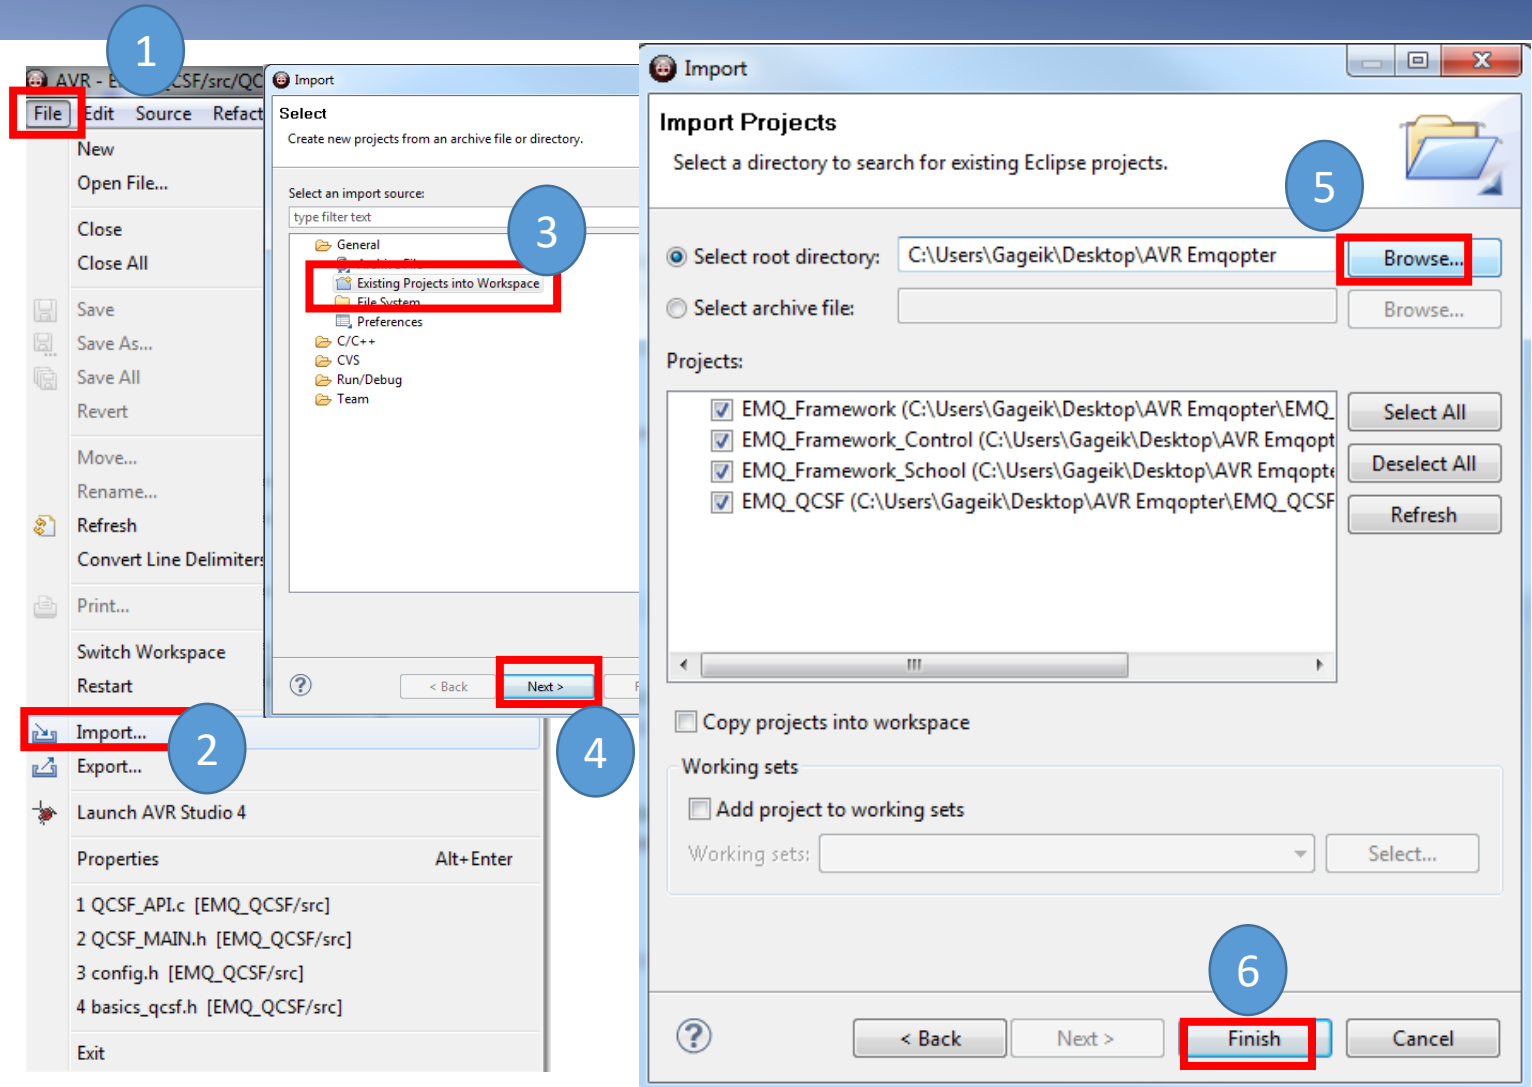 1
AVR - E
CSF/src/QC
File Edit Source Refact
New
Open File...
Close
Close All
Save
Save As...
Save All
Revert
Move...
Rename...
Refresh
Convert Line Delimiters
Print...
Switch Workspace
Restart
Import...
2
Export...
Launch AVR Studio 4
Properties Alt+Enter
1 QCSF_API.c [EMQ_QCSF/src]
2 QCSF_MAIN.h [EMQ_QCSF/src]
3 config.h [EMQ_QCSF/src]
4 basics_qcsf.h [EMQ_QCSF/src]
Exit
Import
Select
Create new projects from an archive file or directory.
Select an import source:
type filter text
3
General
Archive File
Existing Projects into Workspace
File System
Preferences
C/C++
CVS
Run/Debug
Team
? < Back Next > F
4
Import
X
Import Projects
Select a directory to search for existing Eclipse projects.
5
Select root directory: C:\Users\Gageik\Desktop\AVR Emqopter Browse...
Select archive file: Browse...
Projects:
EMQ_Framework (C:\Users\Gageik\Desktop\AVR Emqopter\EMQ_
EMQ_Framework_Control (C:\Users\Gageik\Desktop\AVR Emqopt
EMQ_Framework_School (C:\Users\Gageik\Desktop\AVR Emqopte
EMQ_QCSF (C:\Users\Gageik\Desktop\AVR Emqopter\EMQ_QCSF
Select All
Deselect All
Refresh
Copy projects into workspace
Working sets
Add project to working sets
Working sets: Select...
6
? < Back Next > Finish Cancel